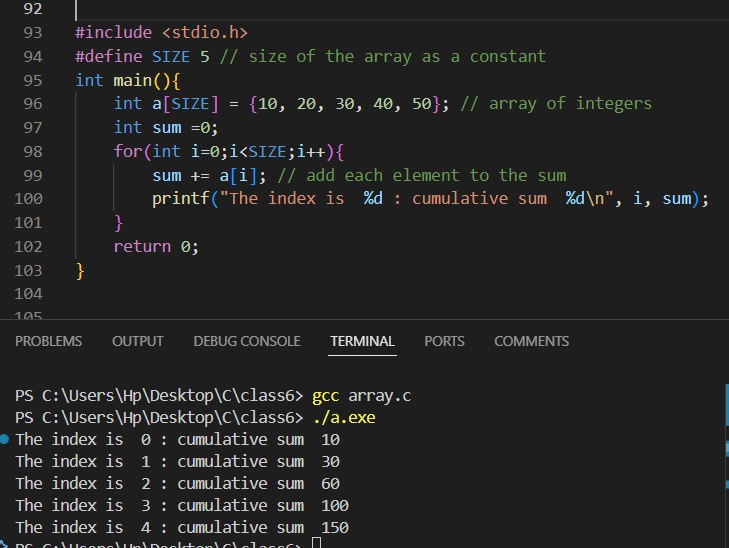 92
93 #include <stdio.h>
94 #define SIZE 5 // size of the array as a constant
95 int main(){
96     int a[SIZE] = {10, 20, 30, 40, 50}; // array of integers
97     int sum =0;
98     for(int i=0;i<SIZE;i++){
99         sum += a[i]; // add each element to the sum
100         printf("The index is  %d : cumulative sum  %d\n", i, sum);
101     }
102     return 0;
103 }
104
105
PROBLEMS OUTPUT DEBUG CONSOLE TERMINAL PORTS COMMENTS
PS C:\Users\Hp\Desktop\C\class6> gcc array.c
PS C:\Users\Hp\Desktop\C\class6> ./a.exe
The index is  0 : cumulative sum  10
The index is  1 : cumulative sum  30
The index is  2 : cumulative sum  60
The index is  3 : cumulative sum  100
The index is  4 : cumulative sum  150
PS C:\Users\Hp\Desktop\C\class6>